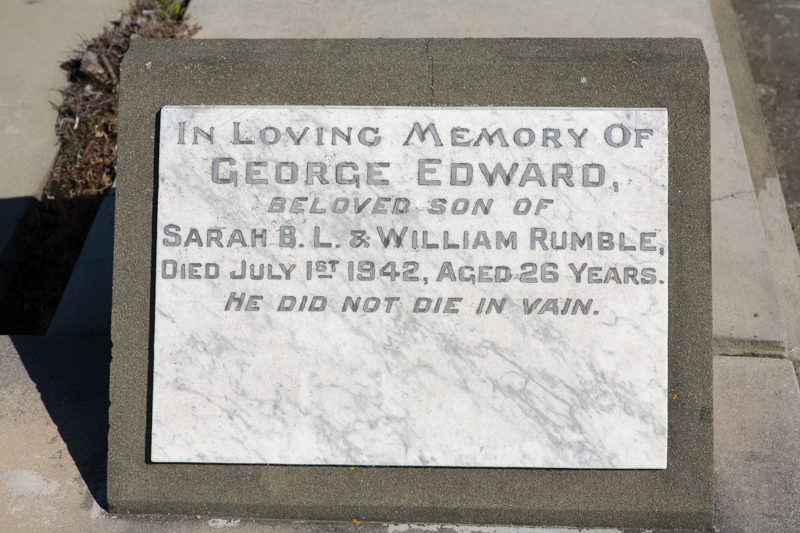 In Loving Memory Of
George Edward,
BELOVED SON OF
Sarah B. L. & William Rumble,
Died July 1st 1942, Aged 26 Years.
HE DID NOT DIE IN VAIN.